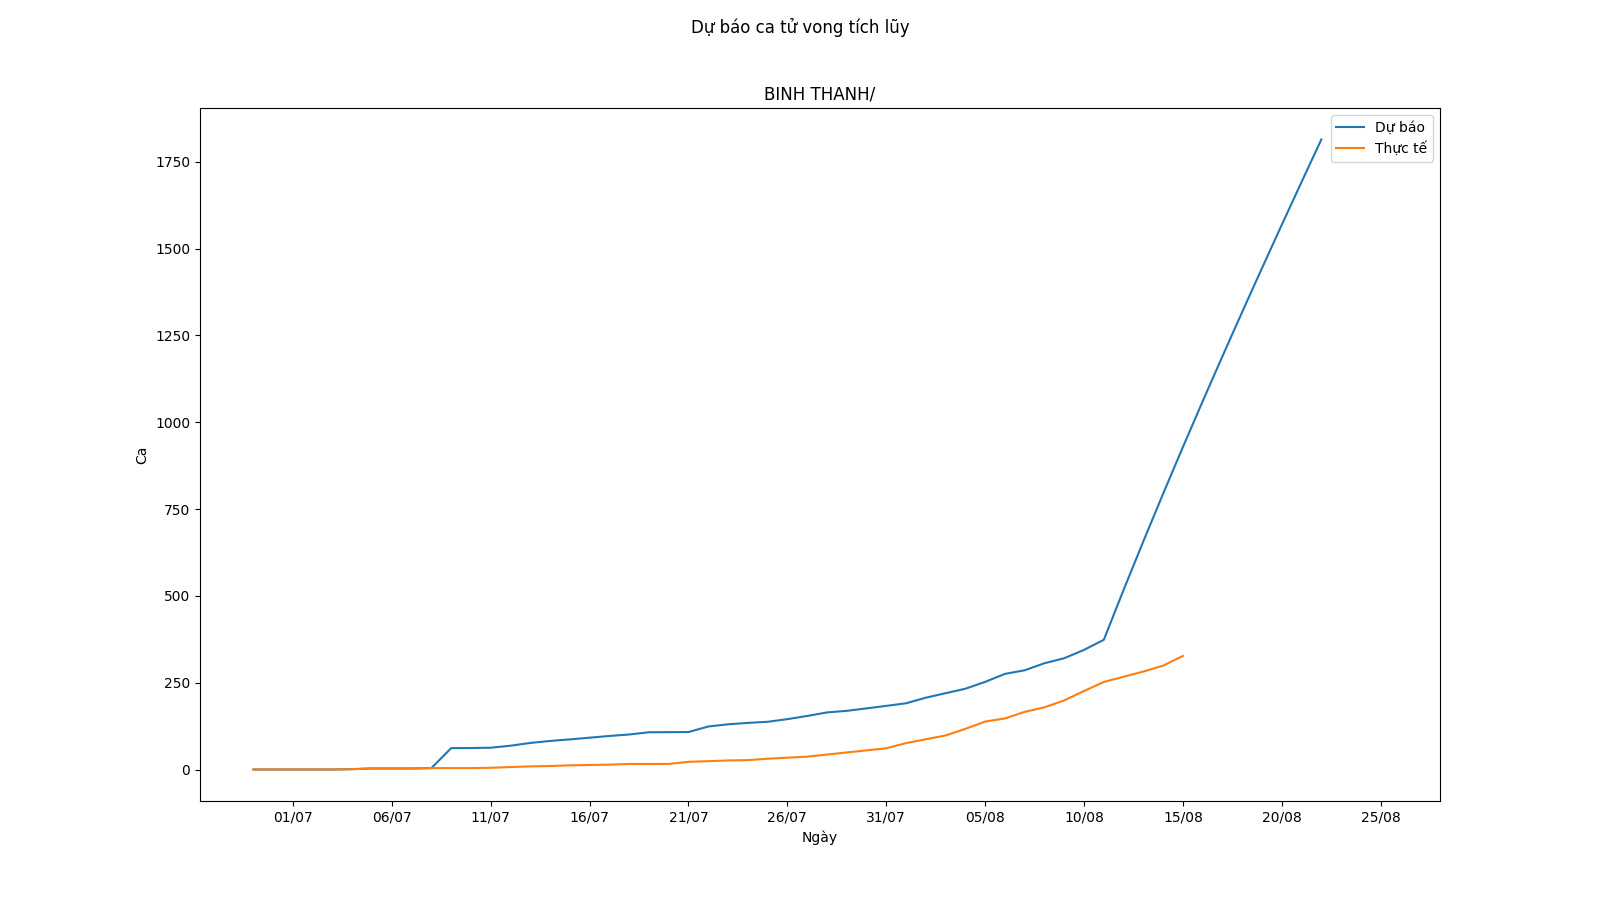 Dự báo ca tử vong tích lũy
BINH THANH/
Dự báo
Thực tế
1750
1500
1250
1000
750
500
250
0
Ca
01/07 06/07 11/07 16/07 21/07 26/07 31/07 05/08 10/08 15/08 20/08 25/08
Ngày